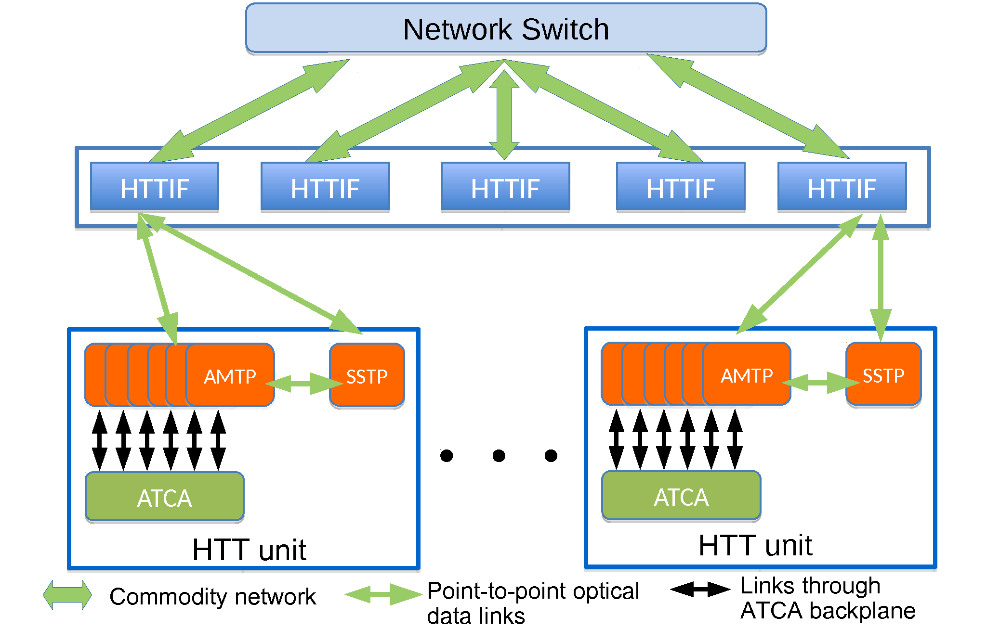 Network Switch
HTTIF HTTIF HTTIF HTTIF HTTIF
AMTP SSTP
ATCA
HTT unit
AMTP SSTP
ATCA
HTT unit
Commodity network
Point-to-point optical
data links
Links through
ATCA backplane